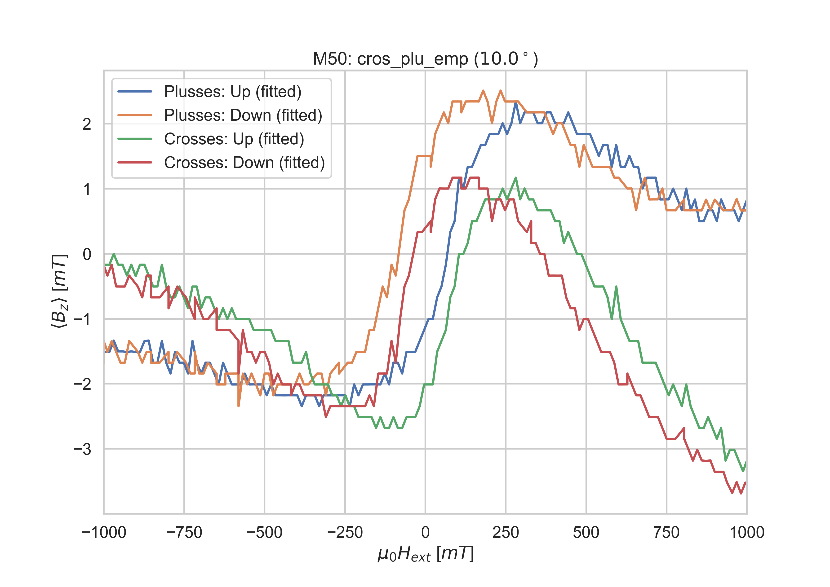 M50: cros_plu_emp (10.0°)
Plusses: Up (fitted)
Plusses: Down (fitted)
Crosses: Up (fitted)
Crosses: Down (fitted)
2
1
0
−1
−2
−3
⟨B_z⟩ [mT]
−1000 −750 −500 −250 0 250 500 750 1000
μ₀H_ext [mT]